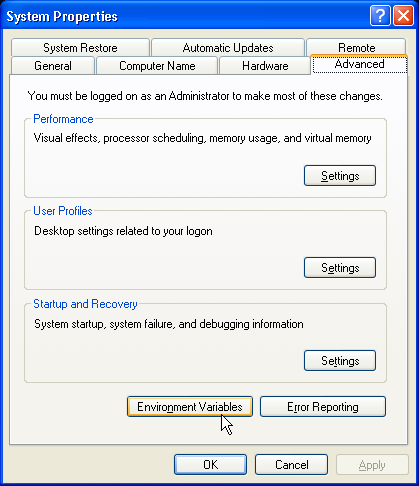 System Properties
System Restore
Automatic Updates
Remote
General
Computer Name
Hardware
Advanced
You must be logged on as an Administrator to make most of these changes.
Performance
Visual effects, processor scheduling, memory usage, and virtual memory
Settings
User Profiles
Desktop settings related to your logon
Settings
Startup and Recovery
System startup, system failure, and debugging information
Settings
Environment Variables
Error Reporting
OK
Cancel
Apply